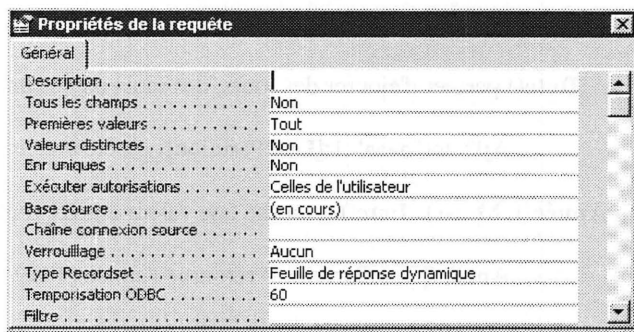 Propriétés de la requête
Général
Description . . . . . . . . . . . . . . . .
Tous les champs . . . . . . . . . . . . Non
Premières valeurs . . . . . . . . . . . Tout
Valeurs distinctes . . . . . . . . . . . Non
Enr uniques . . . . . . . . . . . . . . . . Non
Exécuter autorisations . . . . . . . . Celles de l'utilisateur
Base source . . . . . . . . . . . . . . . (en cours)
Chaîne connexion source . . . . . .
Verrouillage . . . . . . . . . . . . . . . Aucun
Type Recordset . . . . . . . . . . . . Feuille de réponse dynamique
Temporisation ODBC . . . . . . . . . 60
Filtre . . . . . . . . . . . . . . . . . . . . .